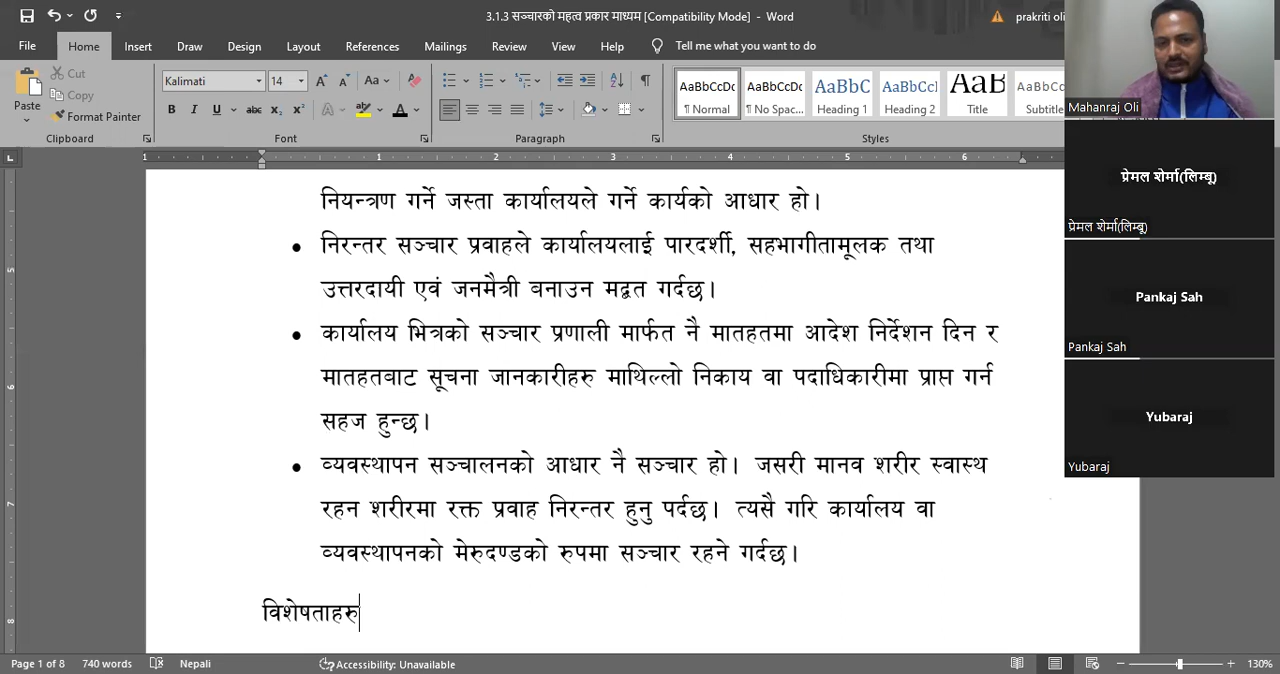 3.1.3 सञ्चारको महत्व प्रकार माध्यम [Compatibility Mode] - Word
prakriti oli
File Home Insert Draw Design Layout References Mailings Review View Help Tell me what you want to do
Cut
Copy
Format Painter
Paste
Kalimati 14
AaBbCcDc AaBbCcDc AaBbC AaBbCcI AaB AaBbCcD
¶ Normal ¶ No Spac... Heading 1 Heading 2 Title Subtitle
Clipboard Font Paragraph Styles
नियन्त्रण गर्ने जस्ता कार्यालयले गर्ने कार्यको आधार हो।
• निरन्तर सञ्चार प्रवाहले कार्यालयलाई पारदर्शी, सहभागीतामूलक तथा
उत्तरदायी एवं जनमैत्री बनाउन मद्वत गर्दछ।
• कार्यालय भित्रको सञ्चार प्रणाली मार्फत नै मातहतमा आदेश निर्देशन दिन र
मातहतबाट सूचना जानकारीहरु माथिल्लो निकाय वा पदाधिकारीमा प्राप्त गर्न
सहज हुन्छ।
• व्यवस्थापन सञ्चालनको आधार नै सञ्चार हो। जसरी मानव शरीर स्वास्थ
रहन शरीरमा रक्त प्रवाह निरन्तर हुनु पर्दछ। त्यसै गरि कार्यालय वा
व्यवस्थापनको मेरुदण्डको रुपमा सञ्चार रहने गर्दछ।
विशेषताहरु
Mahanraj Oli
प्रेमल शेर्मा(लिम्बू)
प्रेमल शेर्मा(लिम्बू)
Pankaj Sah
Pankaj Sah
Yubaraj
Yubaraj
Page 1 of 8 740 words Nepali Accessibility: Unavailable 130%